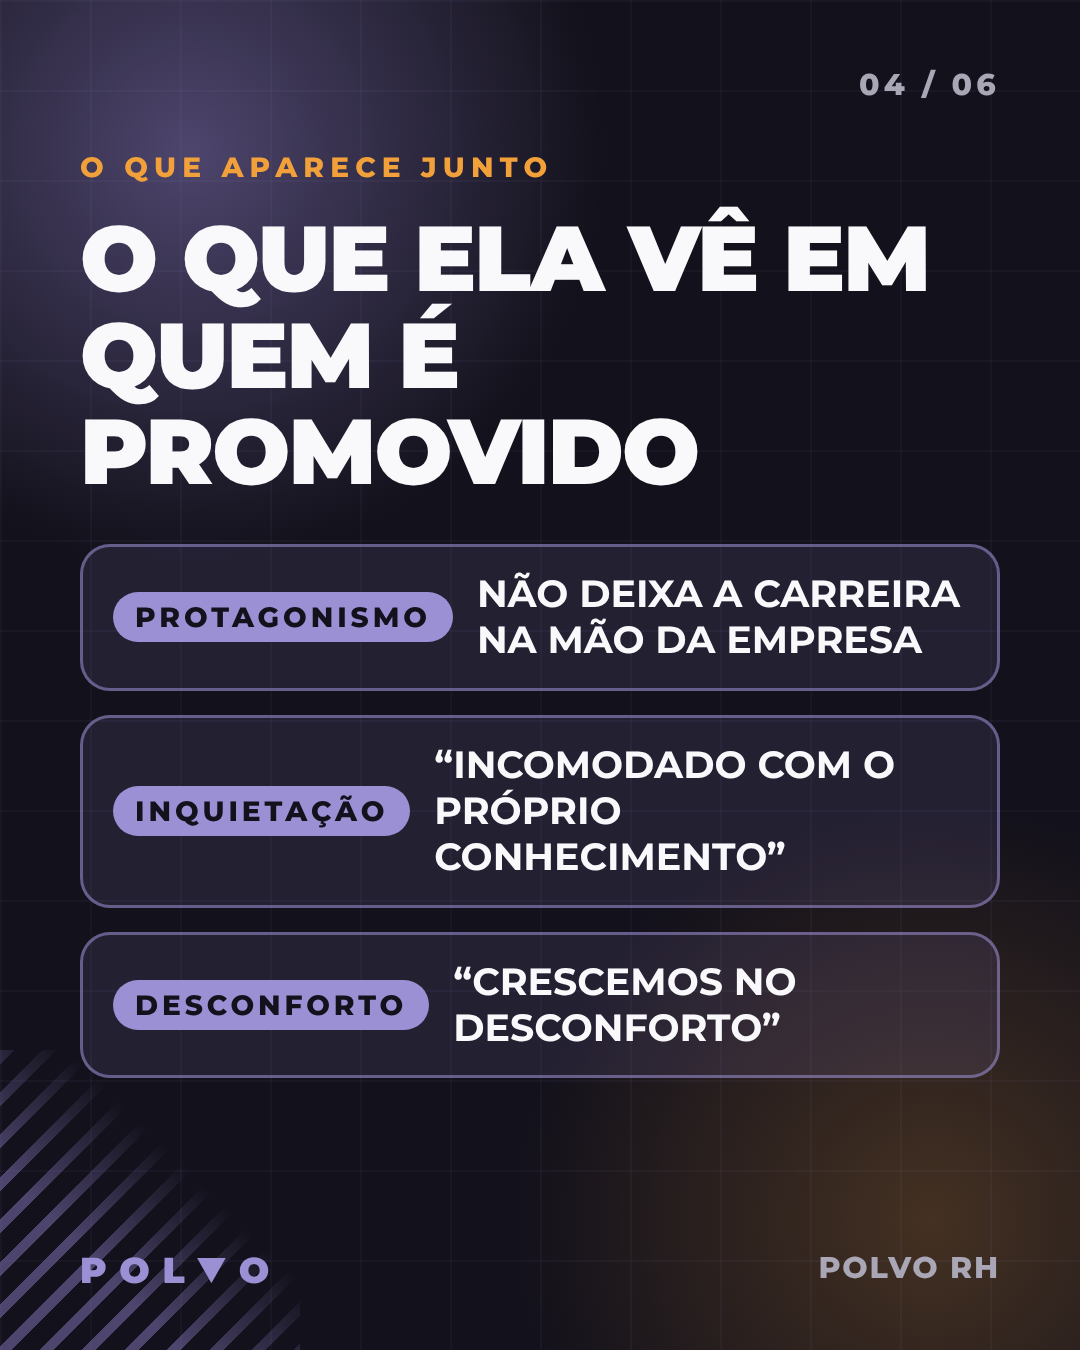 04 / 06
O QUE APARECE JUNTO
O QUE ELA VÊ EM
QUEM É
PROMOVIDO
PROTAGONISMO
NÃO DEIXA A CARREIRA
NA MÃO DA EMPRESA
INQUIETAÇÃO
“INCOMODADO COM O
PRÓPRIO
CONHECIMENTO”
DESCONFORTO
“CRESCEMOS NO
DESCONFORTO”
POLVO
POLVO RH